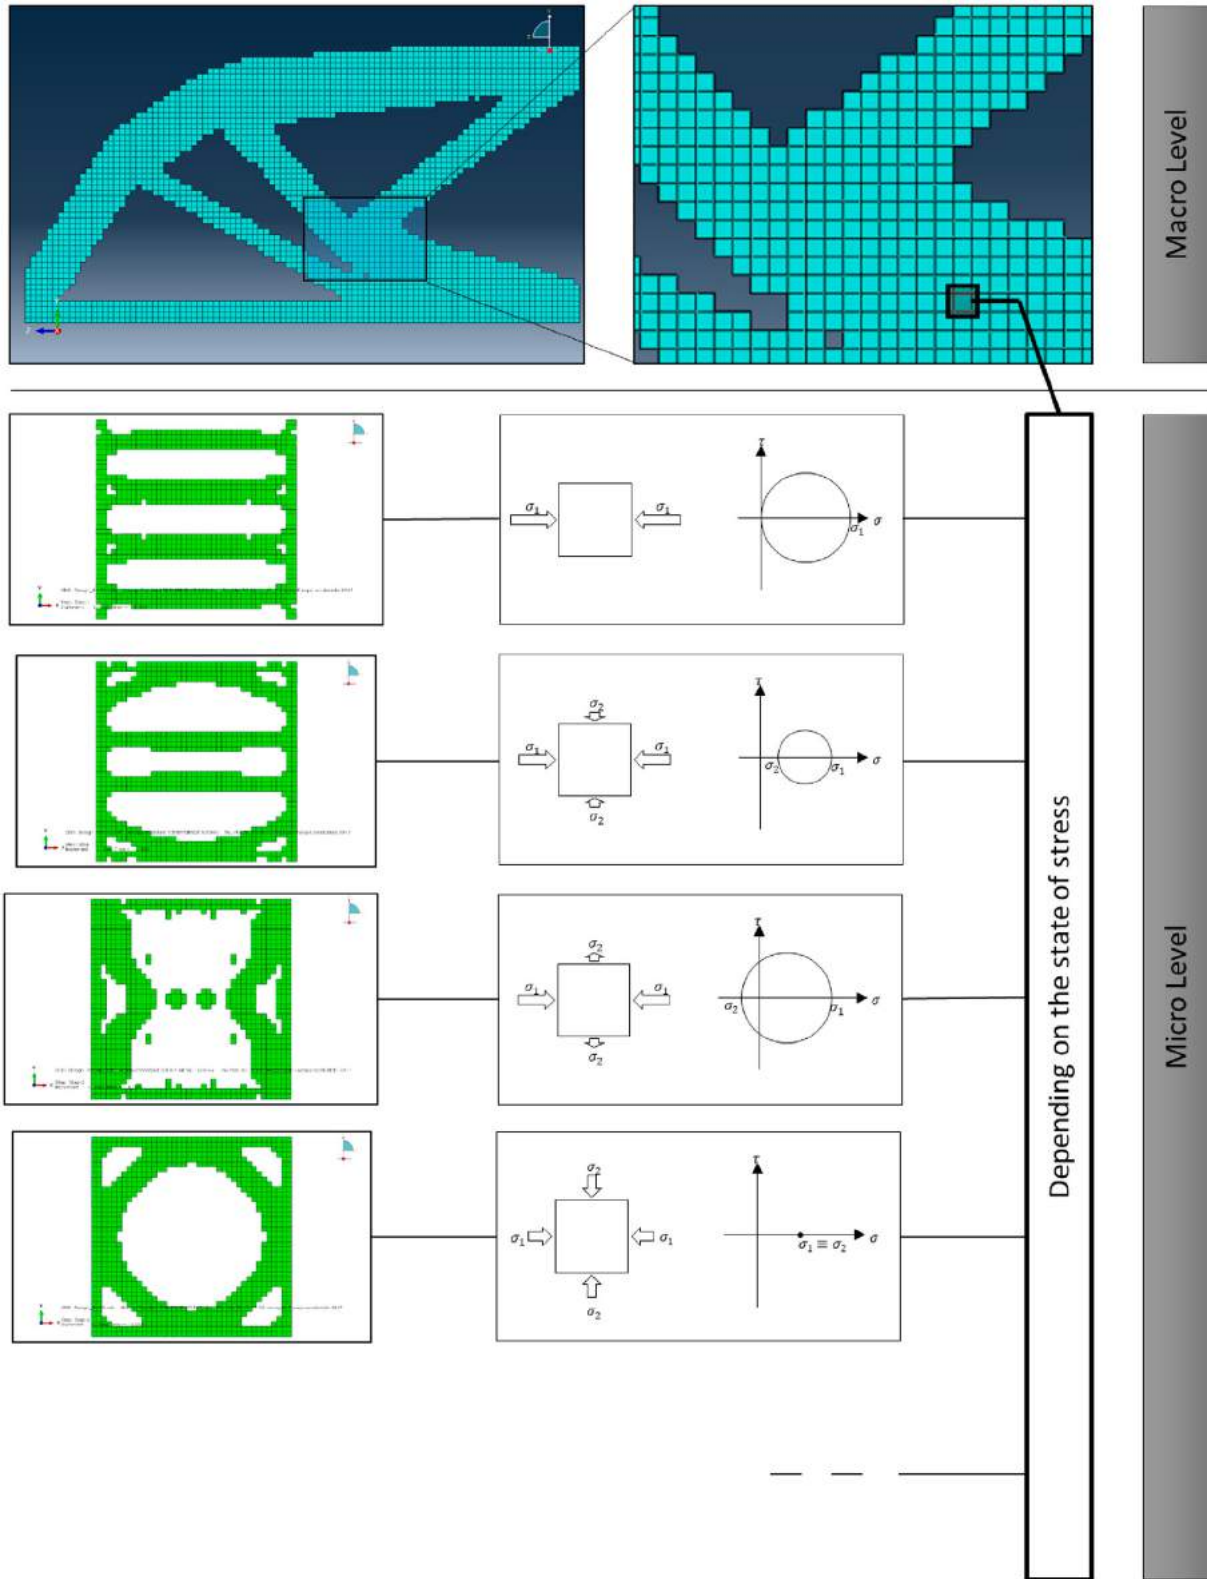 Macro Level
τ
σ₁
σ₁
σ
σ₁
σ₂
σ₁
σ₁
σ₂
τ
σ₂
σ₁
σ
σ₂
σ₁
σ₁
σ₂
τ
σ₂
σ₁
σ
σ₂
σ₁
σ₁
σ₂
τ
σ₁ ≡ σ₂
σ
Depending on the state of stress
Micro Level